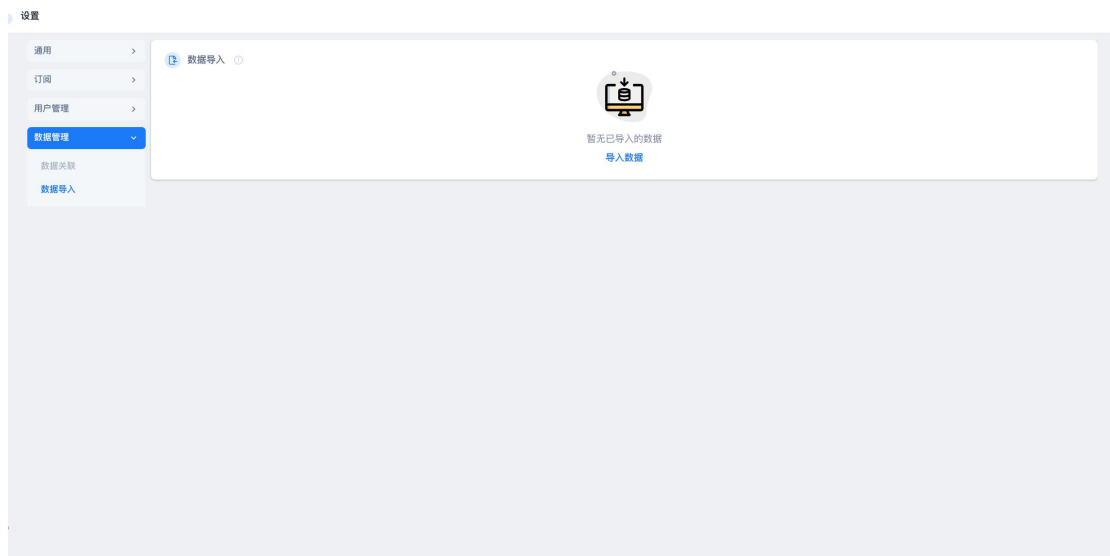 设置
通用
订阅
用户管理
数据管理
数据关联
数据导入
数据导入
暂无已导入的数据
导入数据